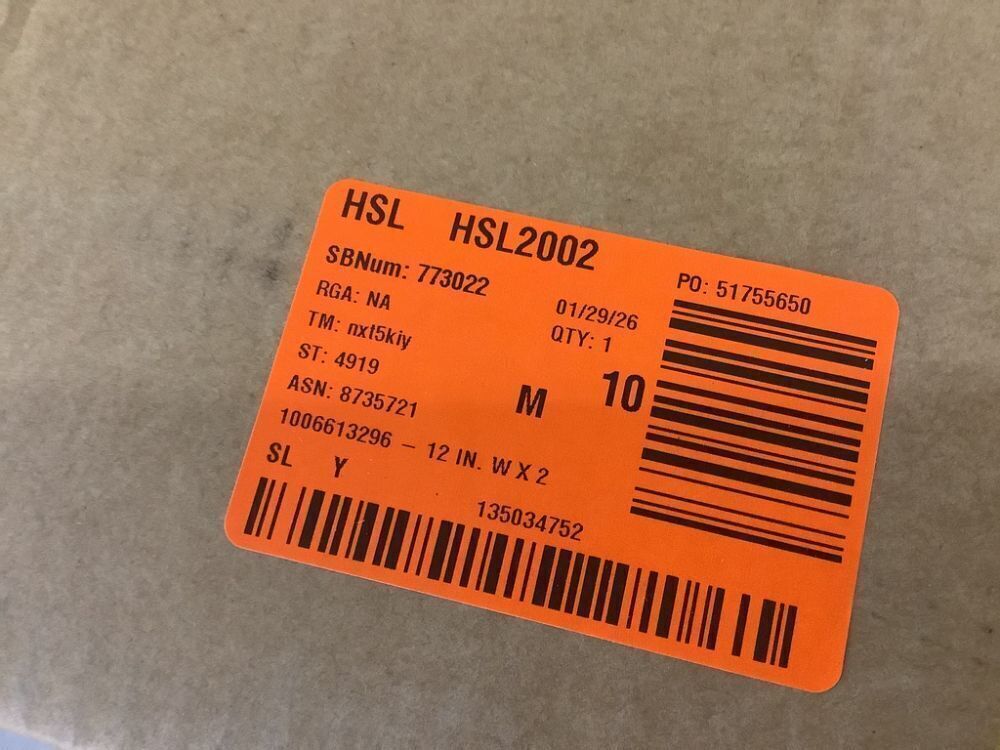 HSL HSL2002
SBNum: 773022
PO: 51755650
RGA: NA
01/29/26
TM: nxt5kiy
QTY: 1
ST: 4919
M 10
ASN: 8735721
1006613296 - 12 IN. W X 2
SL Y
135034752